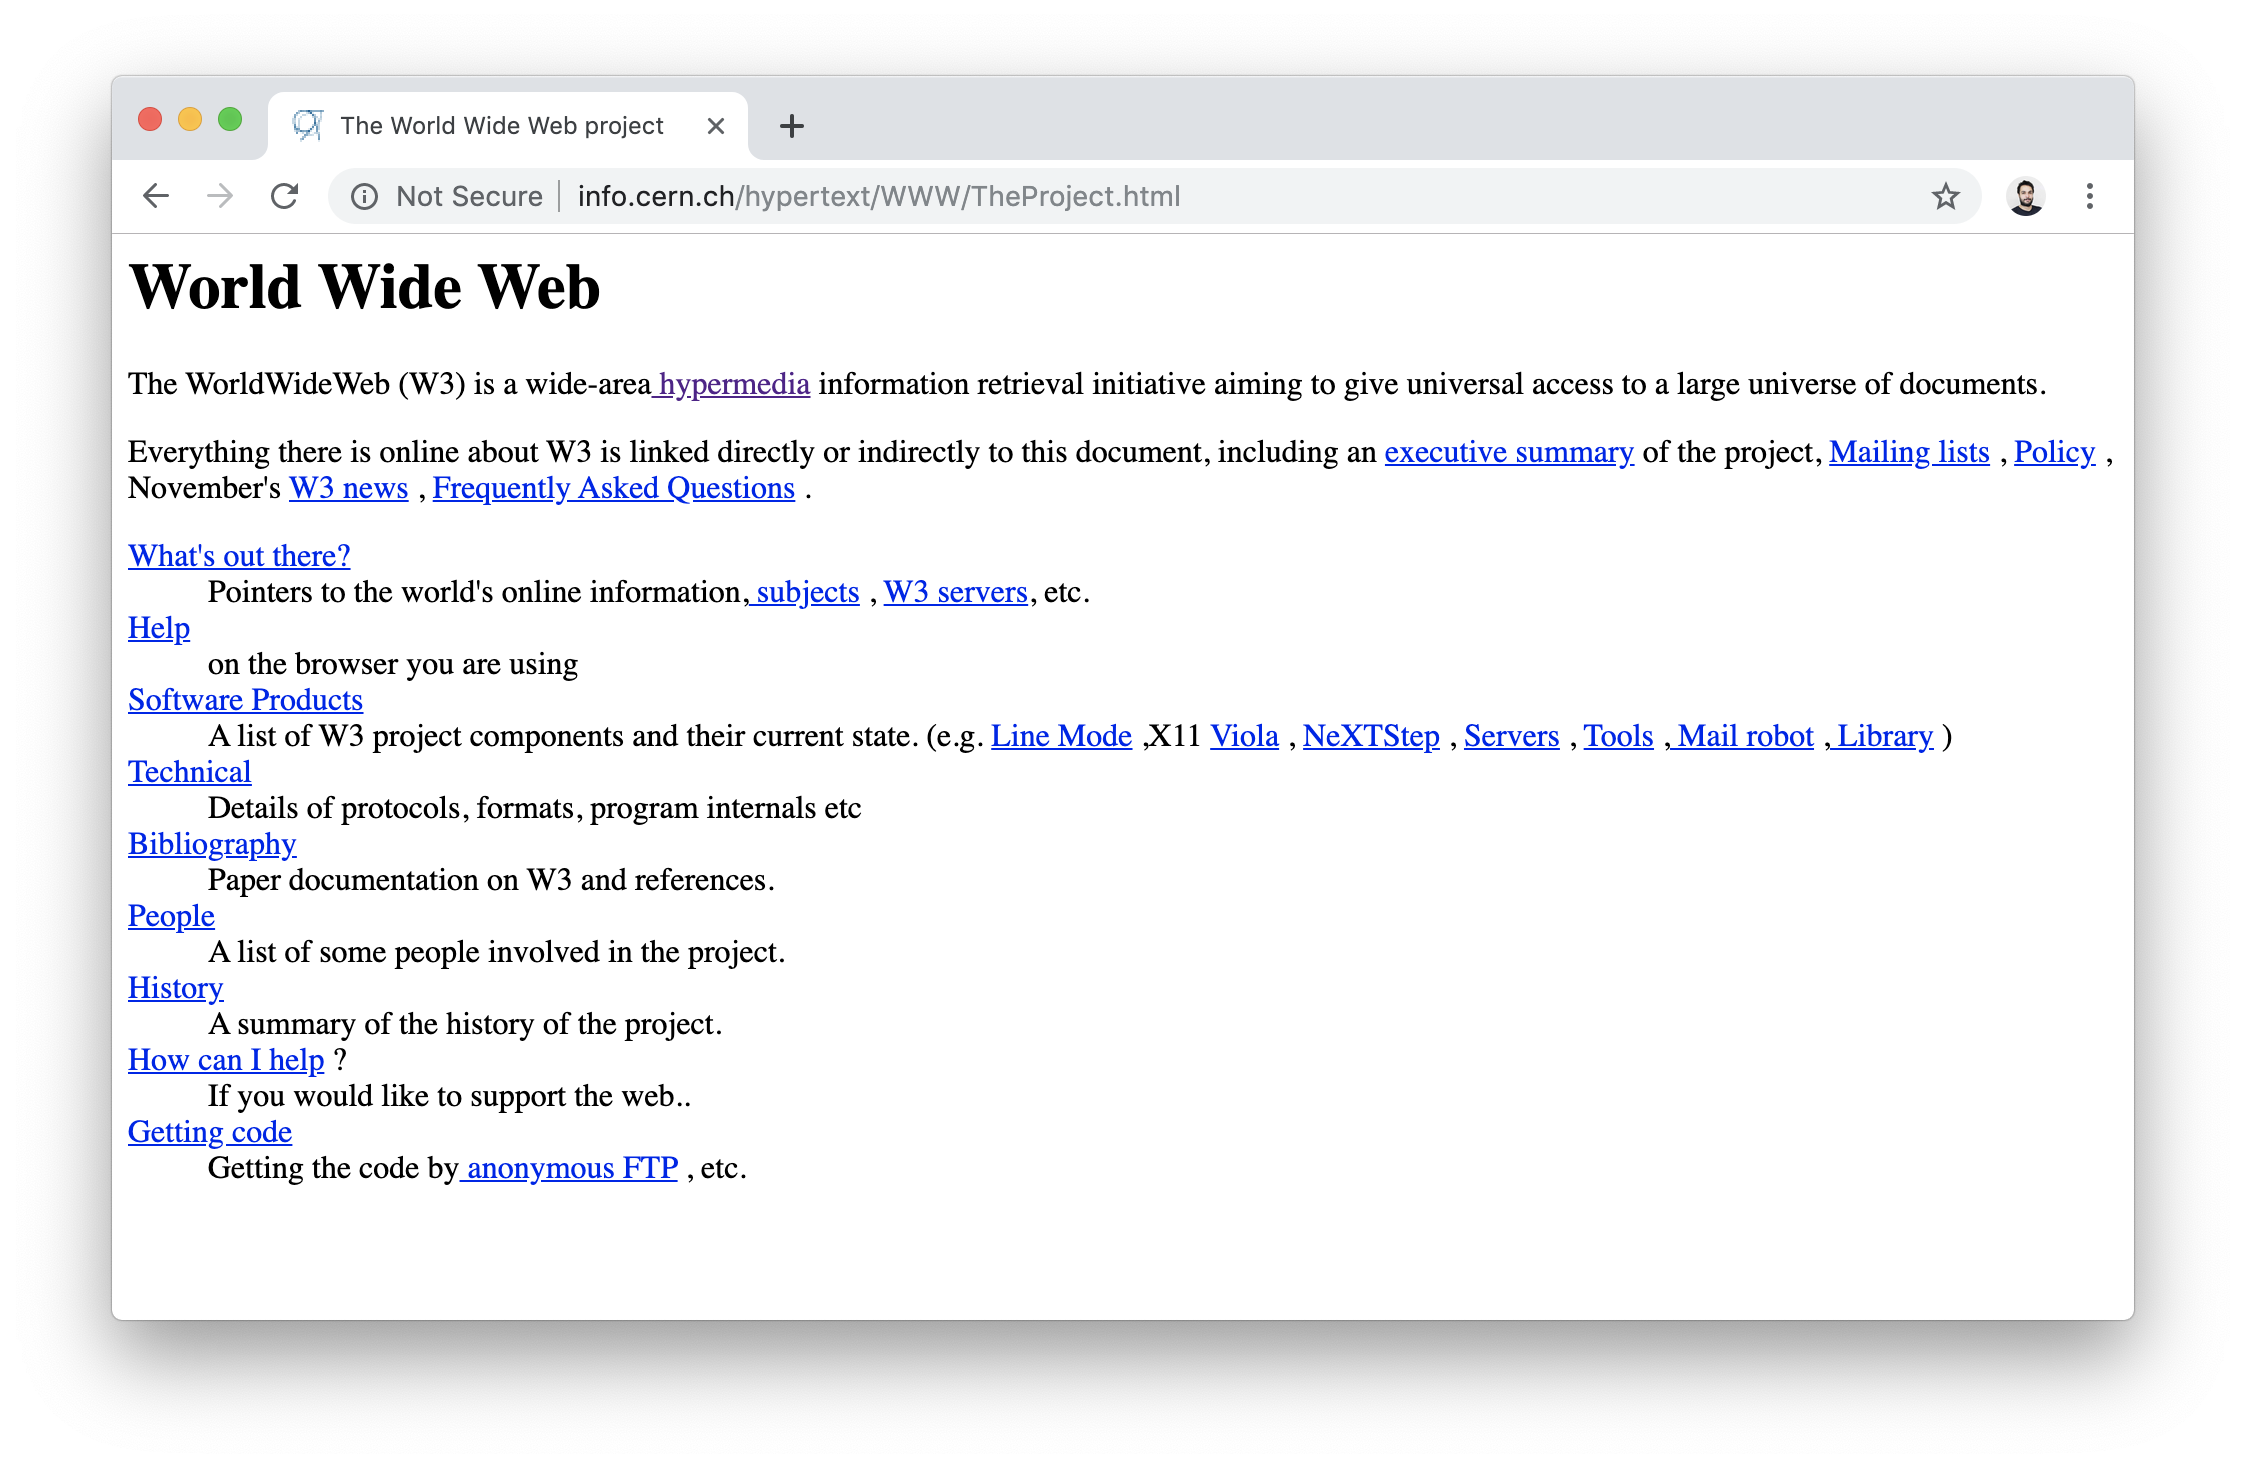 The World Wide Web project
Not Secure info.cern.ch/hypertext/WWW/TheProject.html
World Wide Web
The WorldWideWeb (W3) is a wide-area hypermedia information retrieval initiative aiming to give universal access to a large universe of documents.
Everything there is online about W3 is linked directly or indirectly to this document, including an executive summary of the project, Mailing lists , Policy ,
November's W3 news , Frequently Asked Questions .
What's out there?
Pointers to the world's online information, subjects , W3 servers, etc.
Help
on the browser you are using
Software Products
A list of W3 project components and their current state. (e.g. Line Mode ,X11 Viola , NeXTStep , Servers , Tools , Mail robot , Library )
Technical
Details of protocols, formats, program internals etc
Bibliography
Paper documentation on W3 and references.
People
A list of some people involved in the project.
History
A summary of the history of the project.
How can I help ?
If you would like to support the web..
Getting code
Getting the code by anonymous FTP , etc.